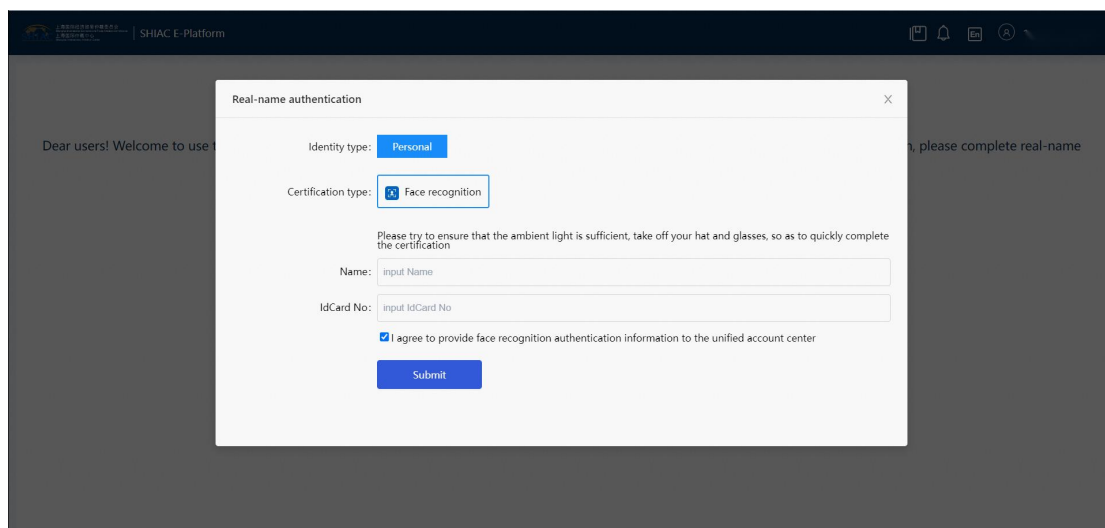 SHIAC E-Platform
En
Real-name authentication
Dear users! Welcome to use t
n, please complete real-name
Identity type:
Personal
Certification type:
Face recognition
Please try to ensure that the ambient light is sufficient, take off your hat and glasses, so as to quickly complete
the certification
Name:
input Name
IdCard No:
input IdCard No
I agree to provide face recognition authentication information to the unified account center
Submit